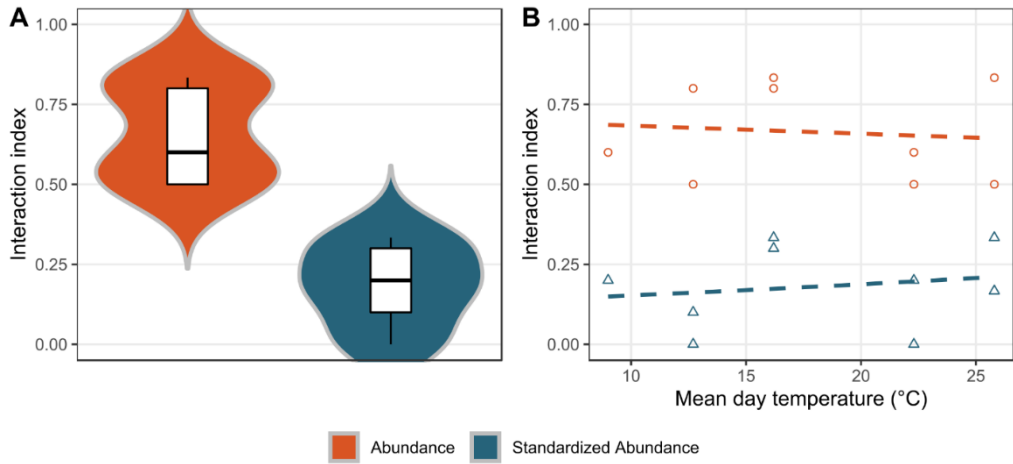 A
Interaction index
1.00
0.75
0.50
0.25
0.00
B
Interaction index
1.00
0.75
0.50
0.25
0.00
10
15
20
25
Mean day temperature (°C)
Abundance
Standardized Abundance